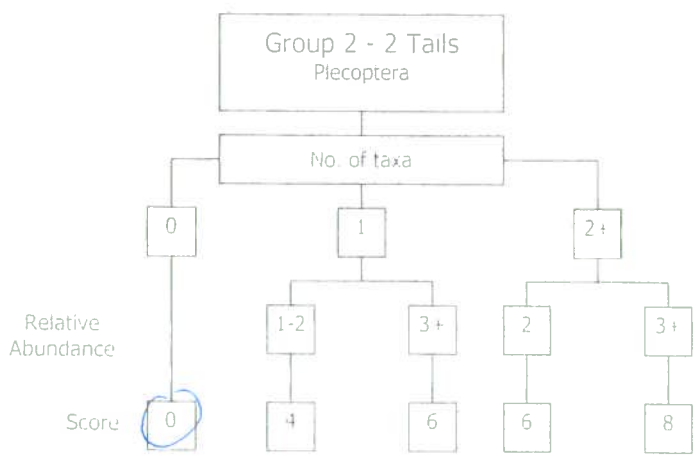 Group 2 - 2 Tails
Plecoptera
No. of taxa
0 1 2+
Relative
Abundance
1-2 3+ 2 3+
Score 0 4 6 6 8